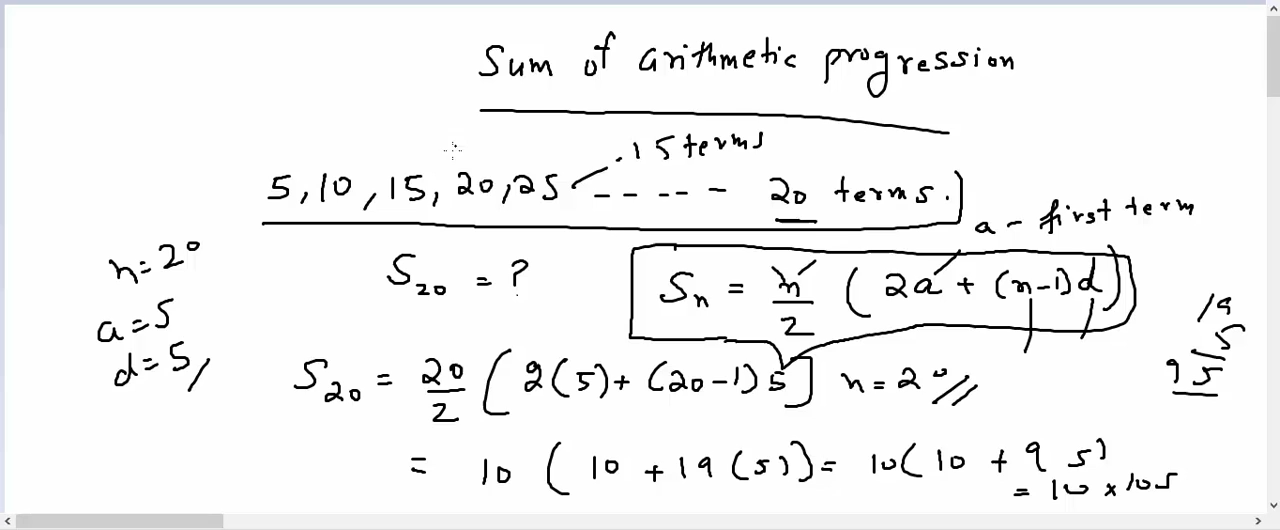 Sum of arithmetic progression
.15 terms
5, 10, 15, 20, 25 ----- 20 terms.
a - first term
n = 20
S20 = ?
Sn = n/2 (2a + (n-1)d)
a = 5
d = 5,
19
5
95
S20 = 20/2 [2(5) + (20-1)5] n = 20//
= 10 (10 + 19(5)) = 10(10 + 95)
= 10 x 105